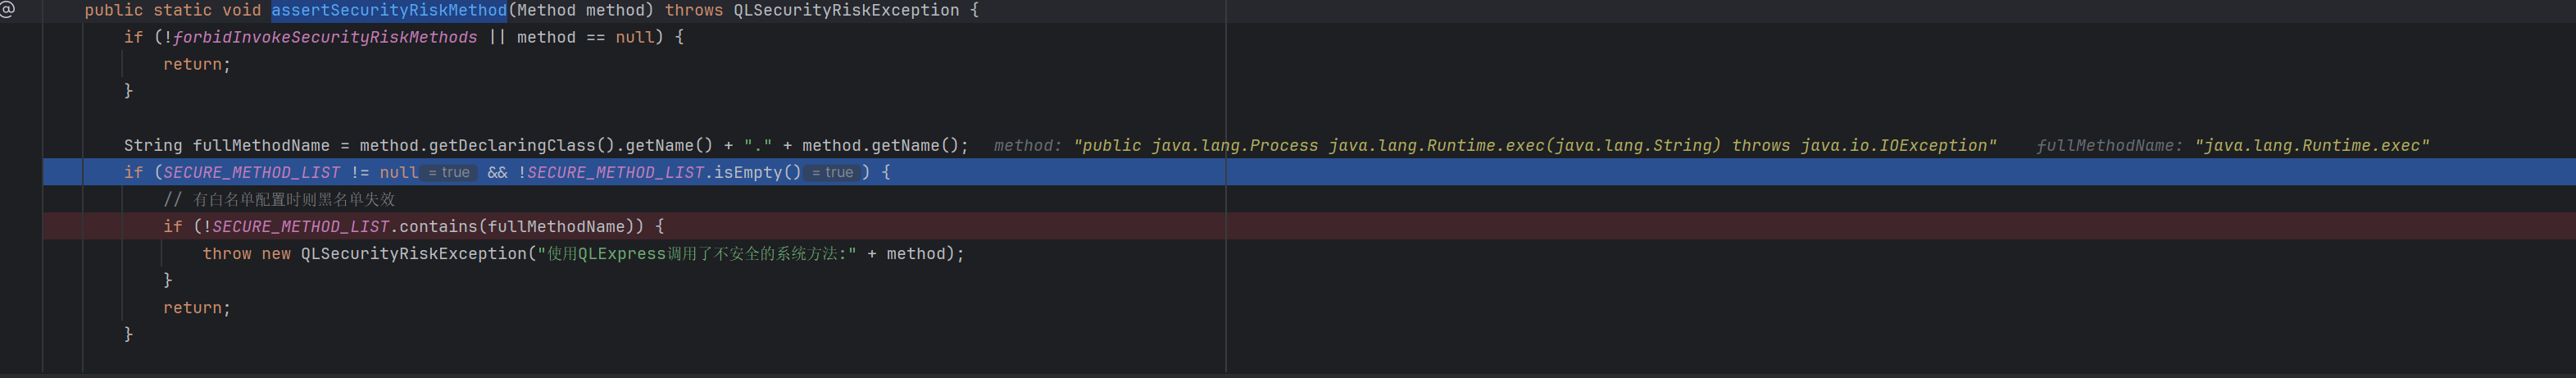 public static void assertSecurityRiskMethod(Method method) throws QLSecurityRiskException {
if (!forbidInvokeSecurityRiskMethods || method == null) {
return;
}
String fullMethodName = method.getDeclaringClass().getName() + "." + method.getName(); method: "public java.lang.Process java.lang.Runtime.exec(java.lang.String) throws java.io.IOException" fullMethodName: "java.lang.Runtime.exec"
if (SECURE_METHOD_LIST != null = true && !SECURE_METHOD_LIST.isEmpty() = true ) {
// 有白名单配置时则黑名单失效
if (!SECURE_METHOD_LIST.contains(fullMethodName)) {
throw new QLSecurityRiskException("使用QLExpress调用了不安全的系统方法:" + method);
}
return;
}